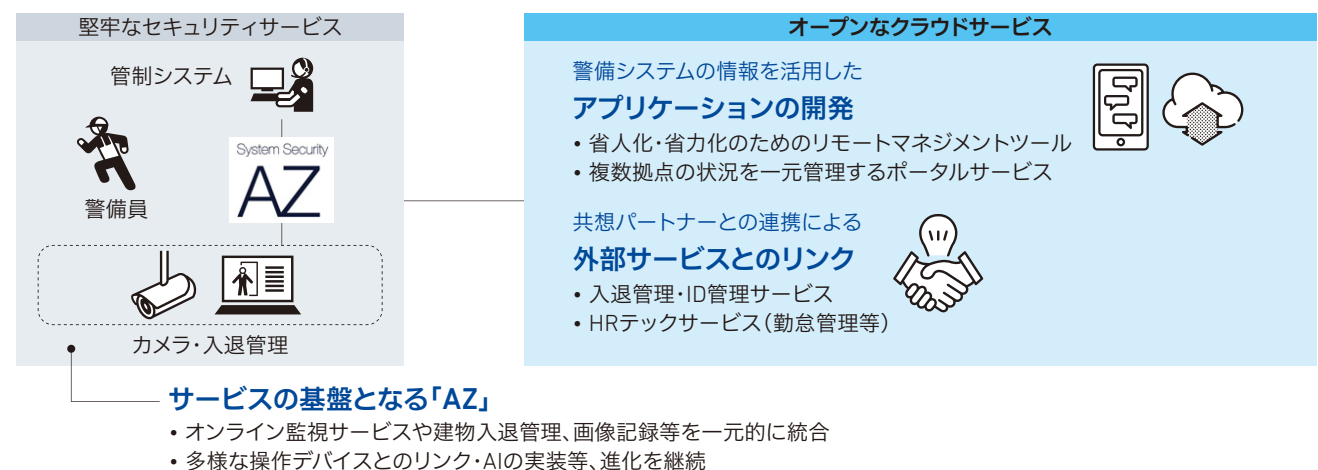 堅牢なセキュリティサービス
管制システム
警備員
System Security
AZ
カメラ・入退管理
オープンなクラウドサービス
警備システムの情報を活用した
アプリケーションの開発
• 省人化・省力化のためのリモートマネジメントツール
• 複数拠点の状況を一元管理するポータルサービス
共想パートナーとの連携による
外部サービスとのリンク
• 入退管理・ID管理サービス
• HRテックサービス（勤怠管理等）
サービスの基盤となる「AZ」
• オンライン監視サービスや建物入退管理、画像記録等を一元的に統合
• 多様な操作デバイスとのリンク・AIの実装等、進化を継続